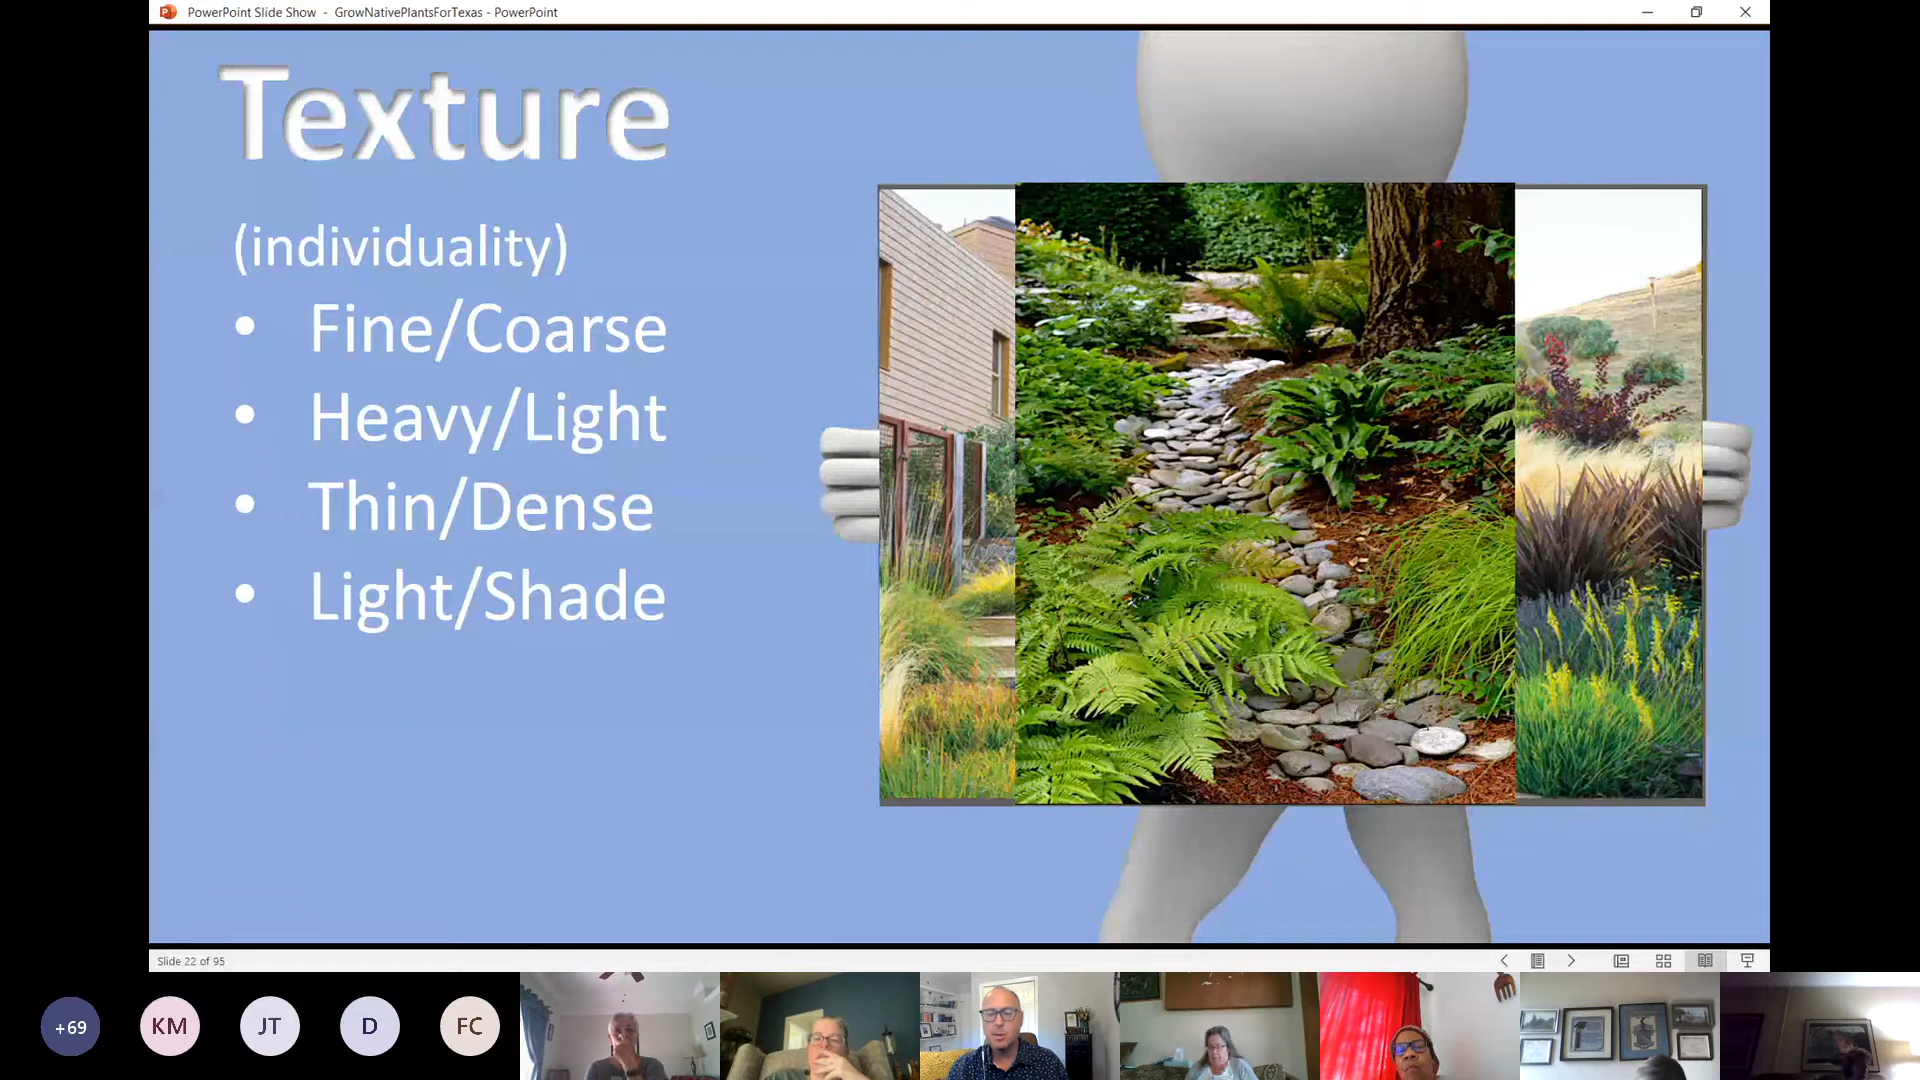 PowerPoint Slide Show - GrowNativePlantsForTexas - PowerPoint
Texture
(individuality)
• Fine/Coarse
• Heavy/Light
• Thin/Dense
• Light/Shade
Slide 22 of 95
+69
KM
JT
D
FC